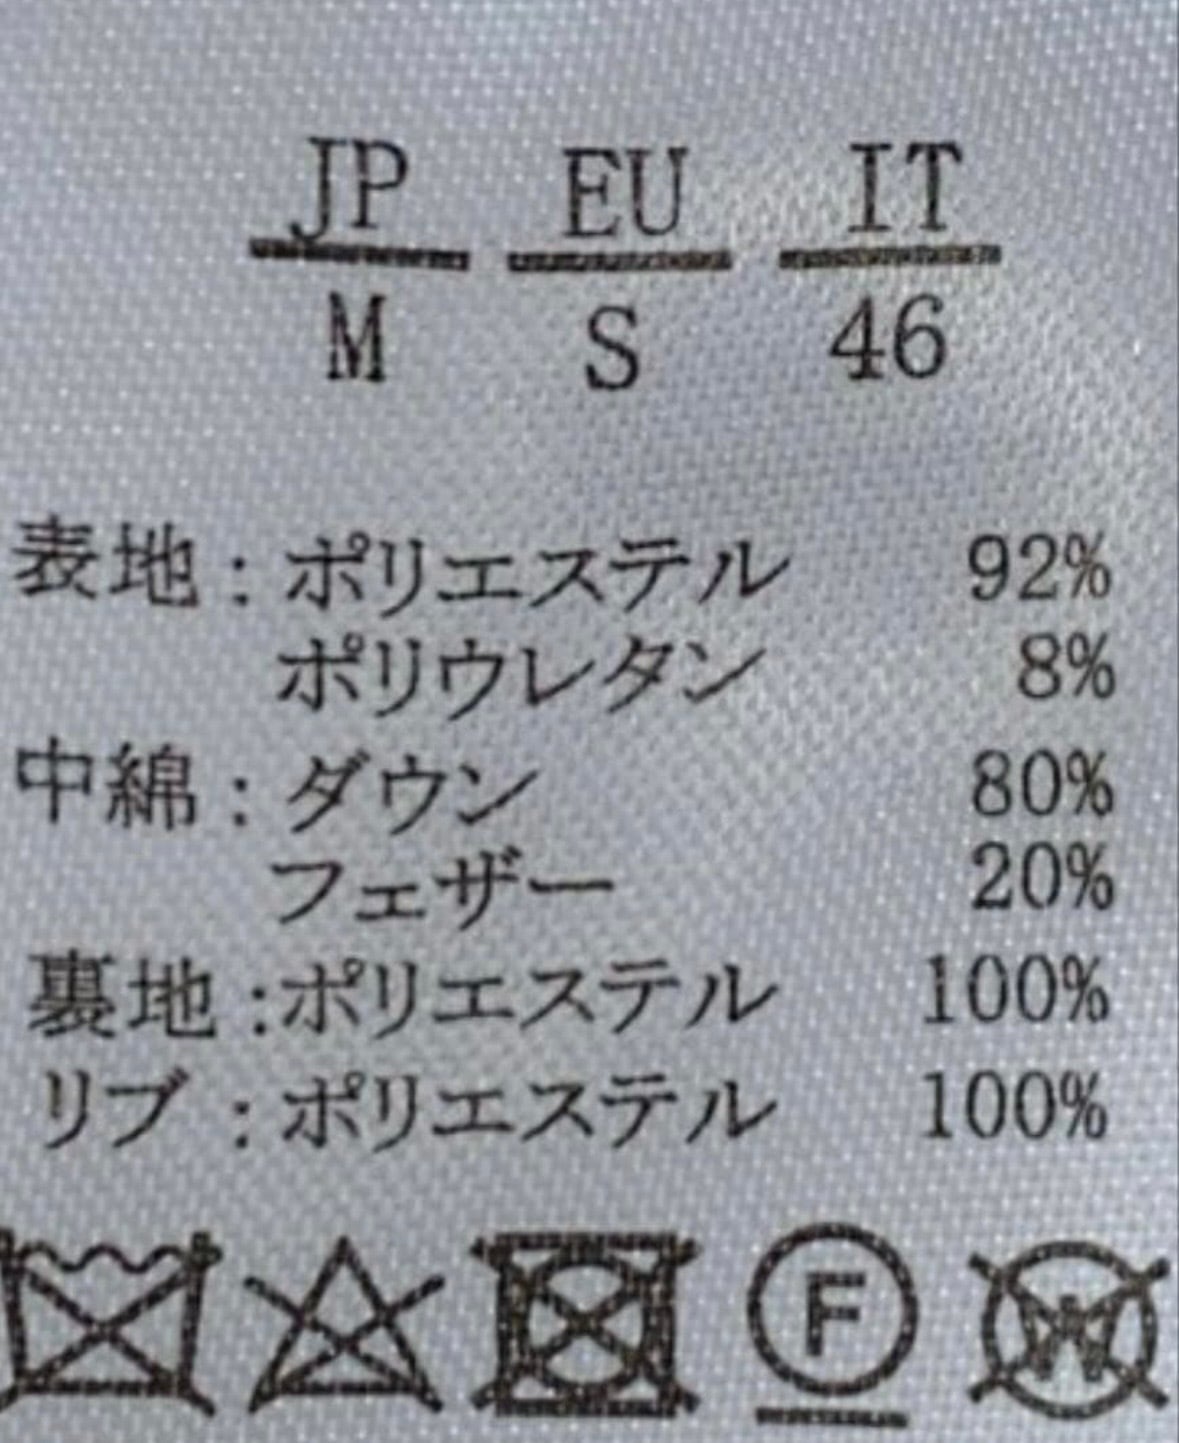 JP EU IT
M S 46
表地:ポリエステル 92%
ポリウレタン 8%
中綿:ダウン 80%
フェザー 20%
裏地:ポリエステル 100%
リブ:ポリエステル 100%
F W